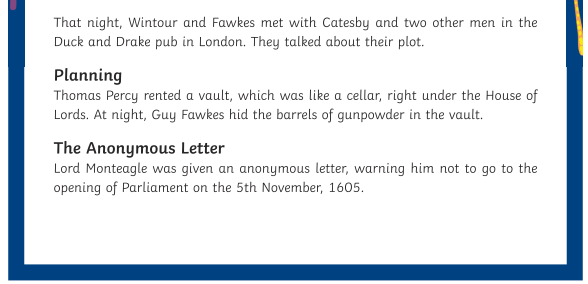 That night, Wintour and Fawkes met with Catesby and two other men in the
Duck and Drake pub in London. They talked about their plot.
Planning
Thomas Percy rented a vault, which was like a cellar, right under the House of
Lords. At night, Guy Fawkes hid the barrels of gunpowder in the vault.
The Anonymous Letter
Lord Monteagle was given an anonymous letter, warning him not to go to the
opening of Parliament on the 5th November, 1605.